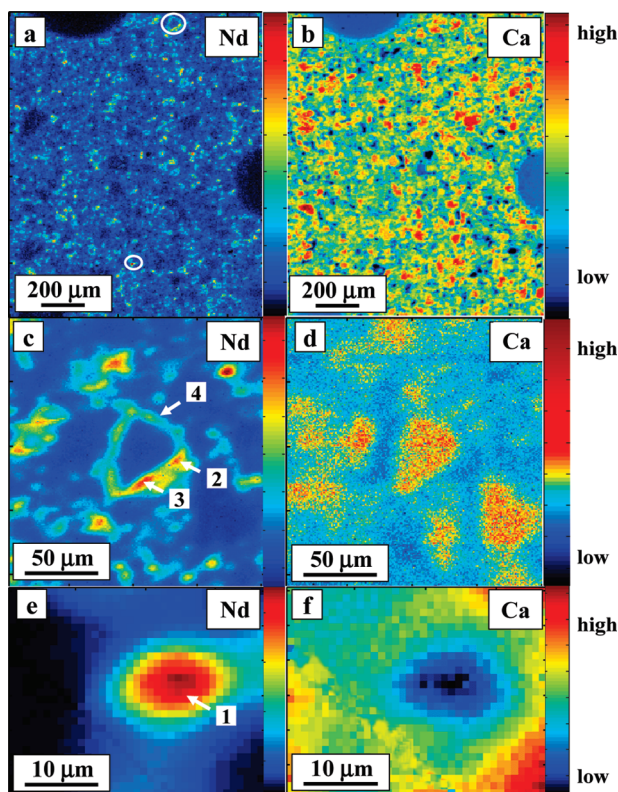 a Nd b Ca high
200 μm 200 μm low
c Nd d Ca high
4
2
3
50 μm 50 μm low
e Nd f Ca high
1
10 μm 10 μm low